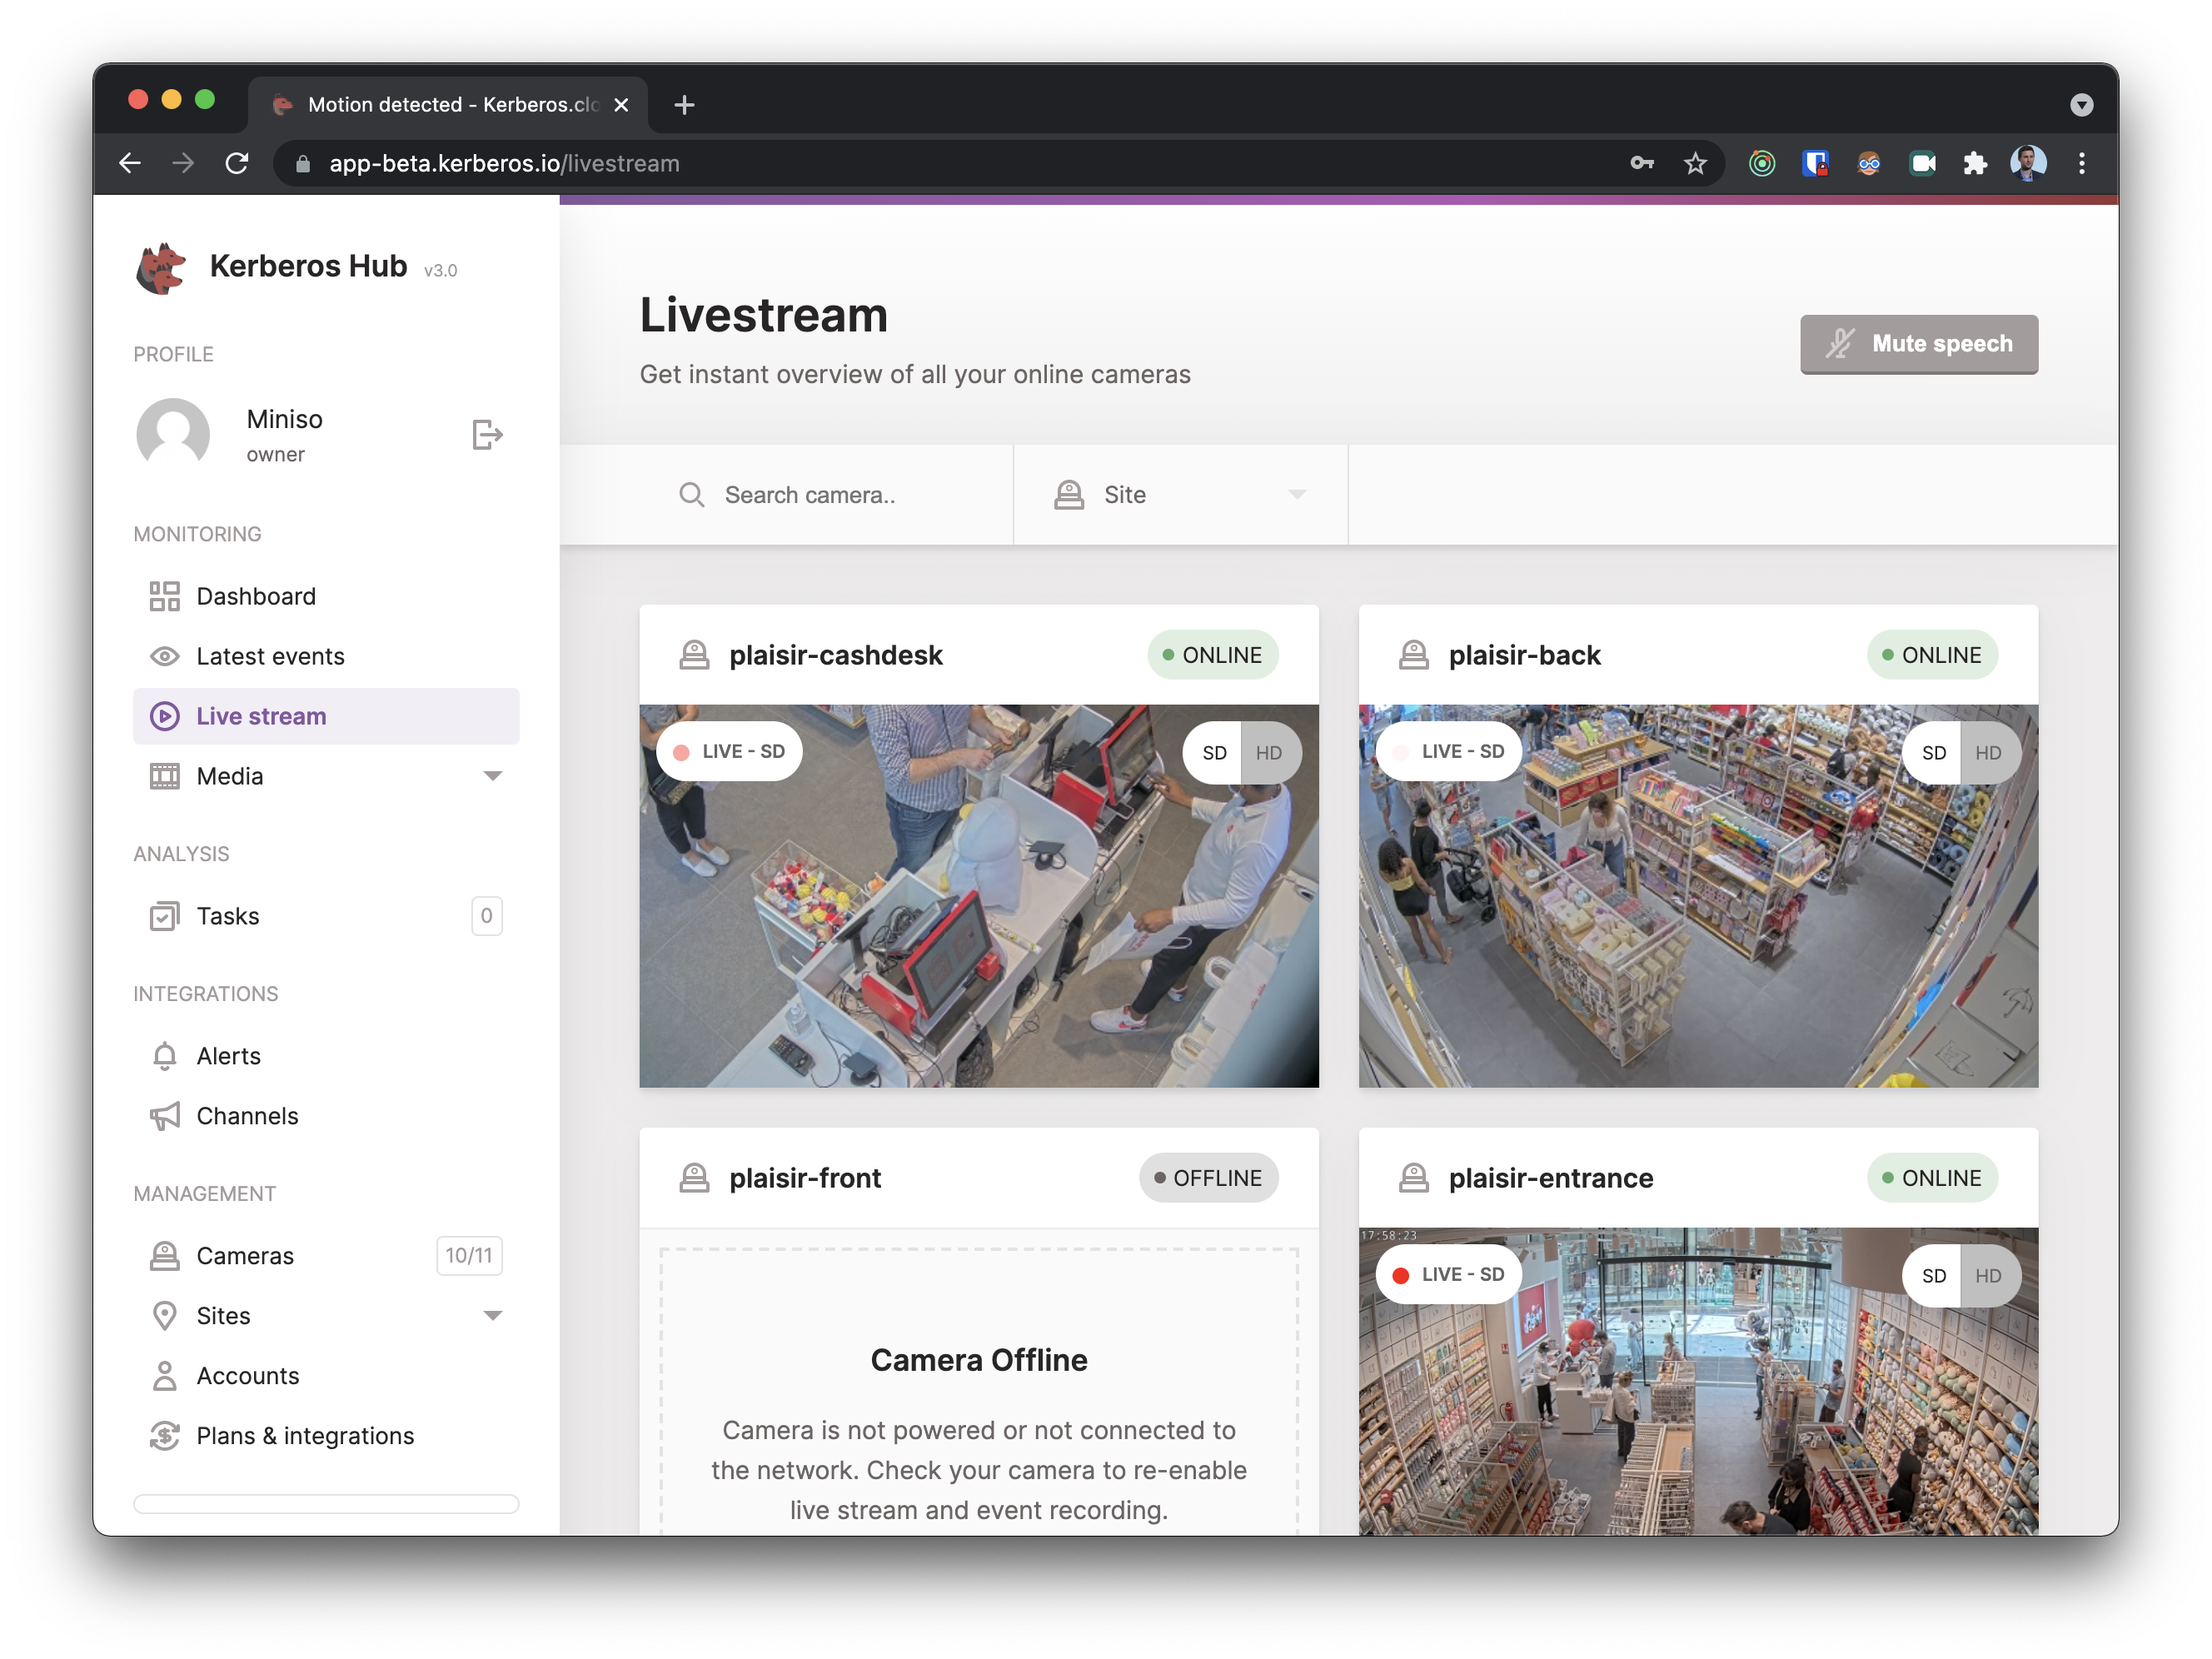 Motion detected - Kerberos.clo
app-beta.kerberos.io/livestream
Kerberos Hub v3.0
PROFILE
Miniso
owner
MONITORING
Dashboard
Latest events
Live stream
Media
ANALYSIS
Tasks 0
INTEGRATIONS
Alerts
Channels
MANAGEMENT
Cameras 10/11
Sites
Accounts
Plans & integrations
Livestream
Get instant overview of all your online cameras
Mute speech
Search camera..
Site
plaisir-cashdesk ONLINE
LIVE - SD
SD HD
plaisir-back ONLINE
LIVE - SD
SD HD
plaisir-front OFFLINE
Camera Offline
Camera is not powered or not connected to
the network. Check your camera to re-enable
live stream and event recording.
plaisir-entrance ONLINE
17:58:23
LIVE - SD
SD HD